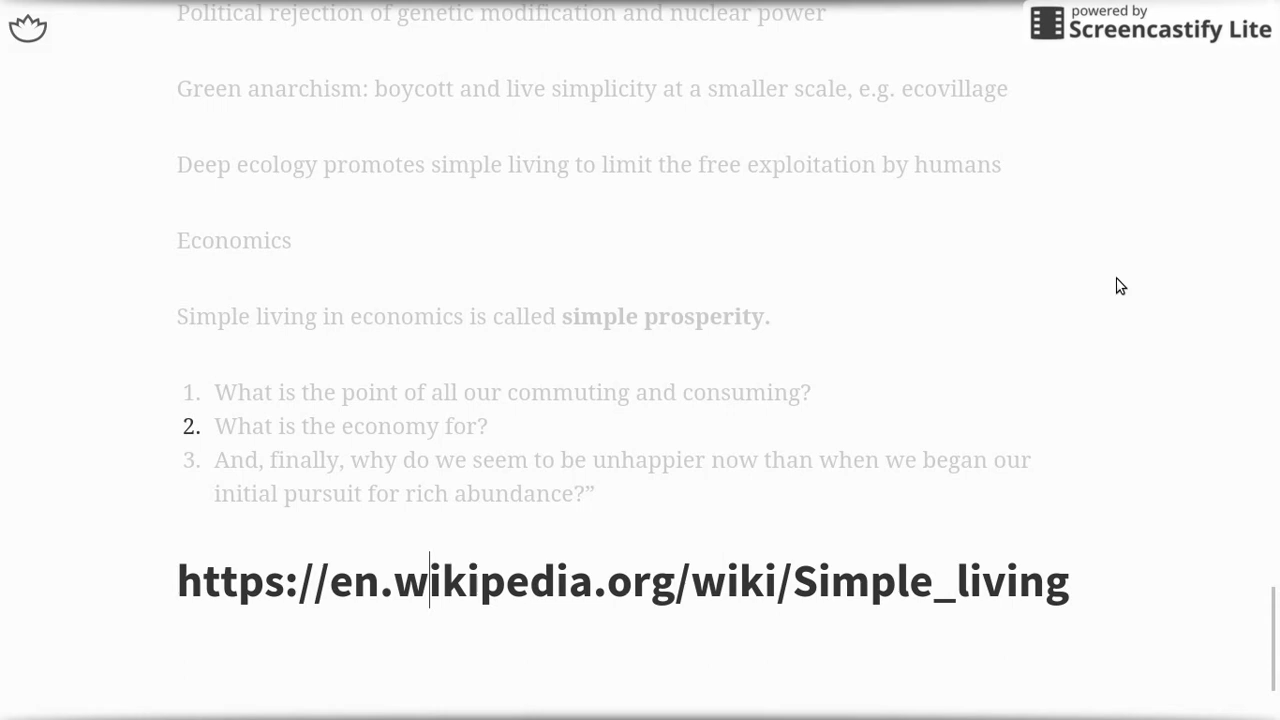 Political rejection of genetic modification and nuclear power
powered by
Screencastify Lite
Green anarchism: boycott and live simplicity at a smaller scale, e.g. ecovillage
Deep ecology promotes simple living to limit the free exploitation by humans
Economics
Simple living in economics is called simple prosperity.
1. What is the point of all our commuting and consuming?
2. What is the economy for?
3. And, finally, why do we seem to be unhappier now than when we began our
initial pursuit for rich abundance?”
https://en.wikipedia.org/wiki/Simple_living